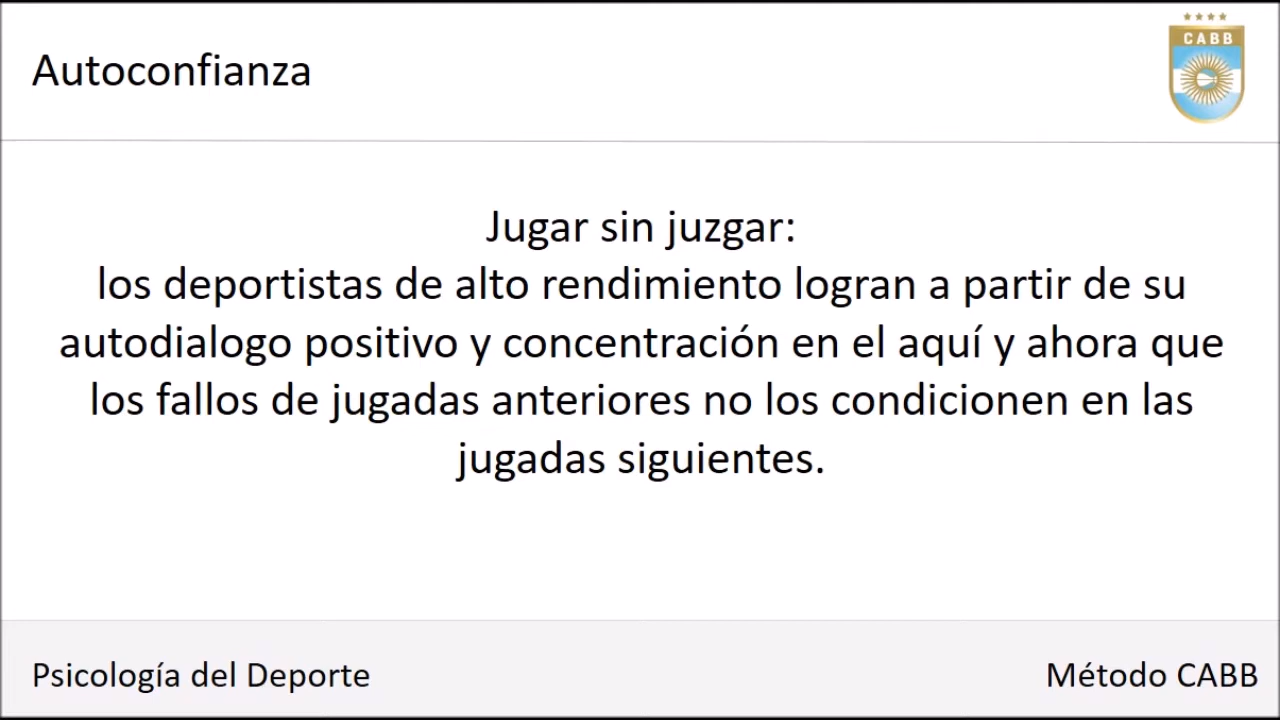 Autoconfianza
CABB
Jugar sin juzgar:
los deportistas de alto rendimiento logran a partir de su
autodialogo positivo y concentración en el aquí y ahora que
los fallos de jugadas anteriores no los condicionen en las
jugadas siguientes.
Psicología del Deporte
Método CABB